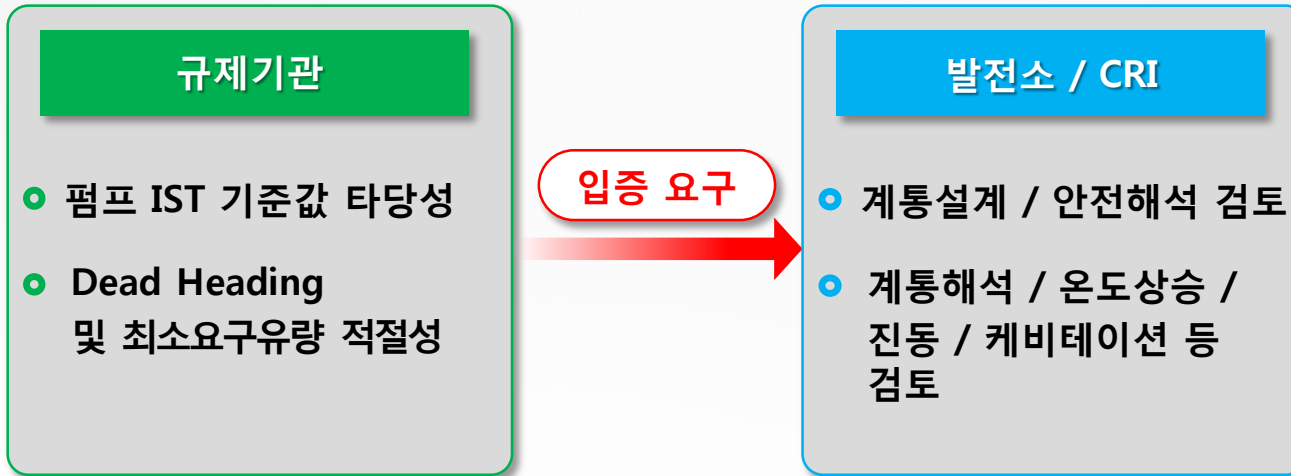 규제기관
펌프 IST 기준값 타당성
Dead Heading
및 최소요구유량 적절성
입증 요구
발전소 / CRI
계통설계 / 안전해석 검토
계통해석 / 온도상승 /
진동 / 케비테이션 등
검토